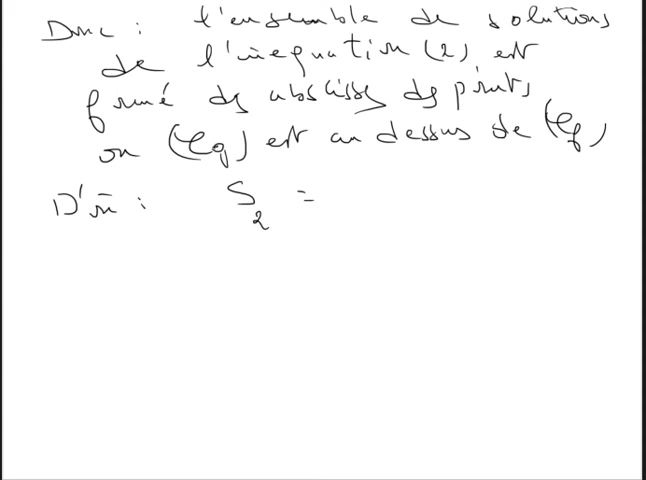 Donc : l'ensemble de solutions
de l'inequation (2) est
formé des abscisses des points
où (Cg) est au dessus de (Cf)
D'où : S2 =